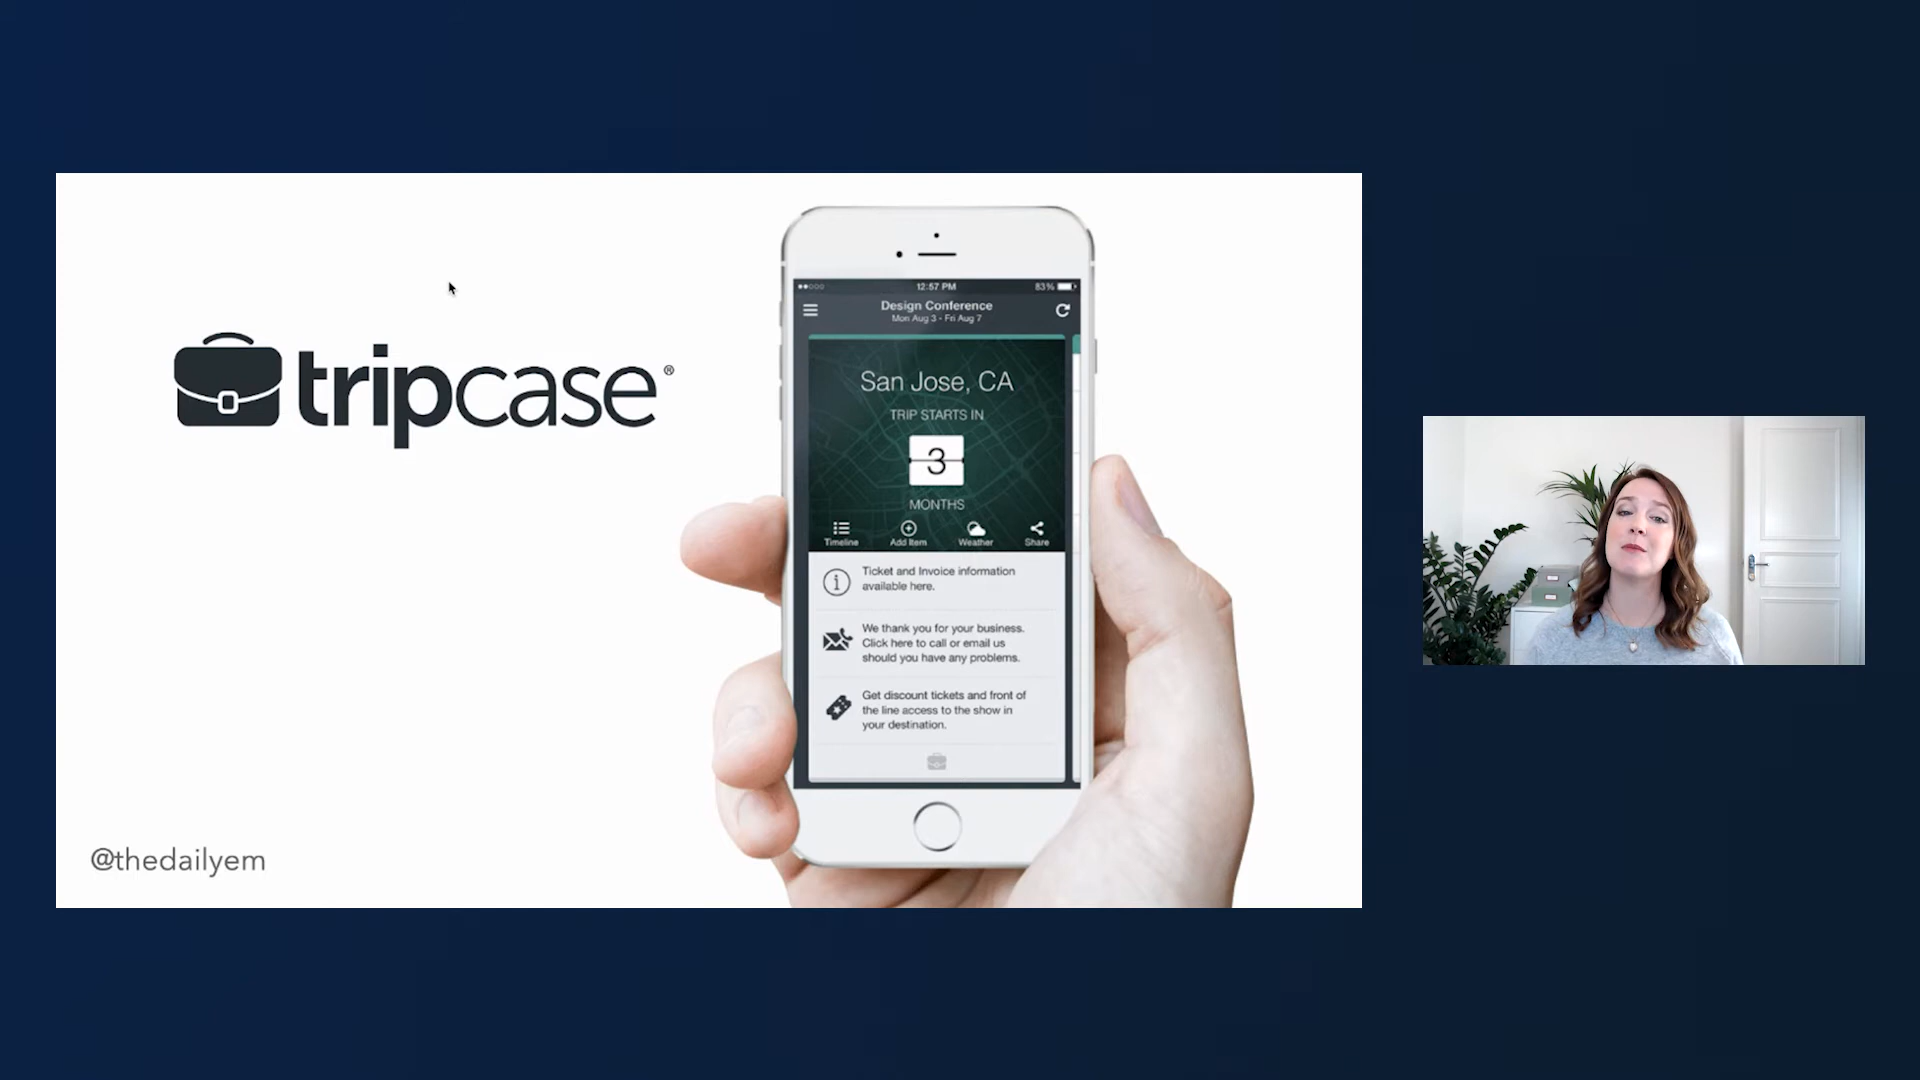 tripcase®
12:57 PM
83%
Design Conference
Mon Aug 3 - Fri Aug 7
San Jose, CA
TRIP STARTS IN
3
MONTHS
Timeline
Add Item
Weather
Share
Ticket and Invoice information
available here.
We thank you for your business.
Click here to call or email us
should you have any problems.
Get discount tickets and front of
the line access to the show in
your destination.
@thedailyem